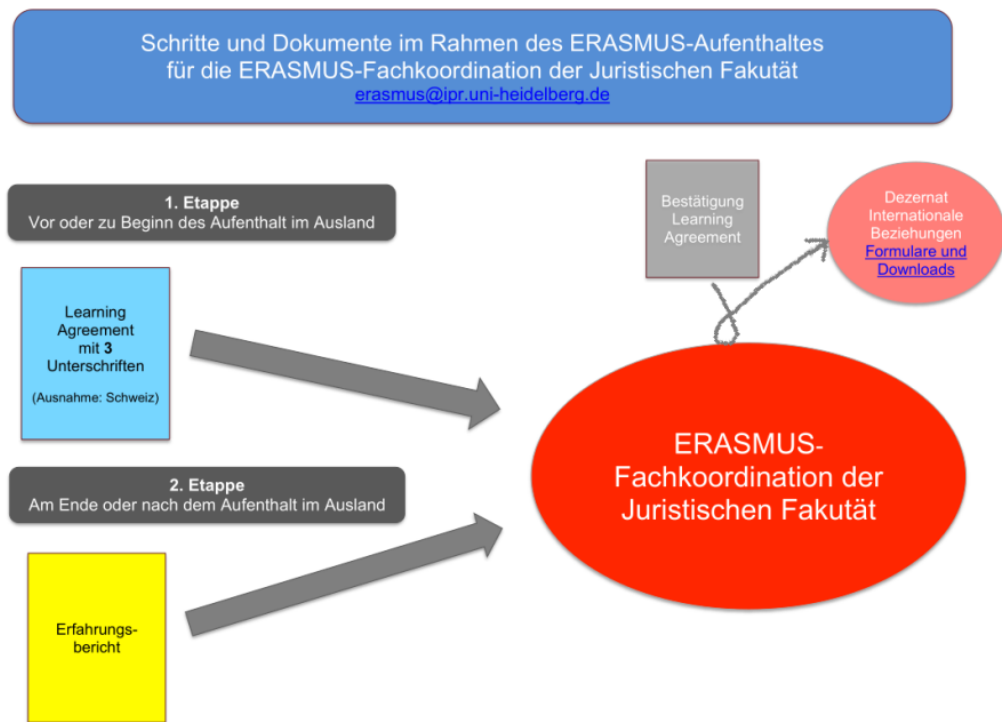 Schritte und Dokumente im Rahmen des ERASMUS-Aufenthaltes
für die ERASMUS-Fachkoordination der Juristischen Fakutät
erasmus@ipr.uni-heidelberg.de
1. Etappe
Vor oder zu Beginn des Aufenthalt im Ausland
Bestätigung
Learning
Agreement
Dezernat
Internationale
Beziehungen
Formulare und
Downloads
Learning
Agreement
mit 3
Unterschriften
(Ausnahme: Schweiz)
ERASMUS-
Fachkoordination der
Juristischen Fakutät
2. Etappe
Am Ende oder nach dem Aufenthalt im Ausland
Erfahrungs-
bericht